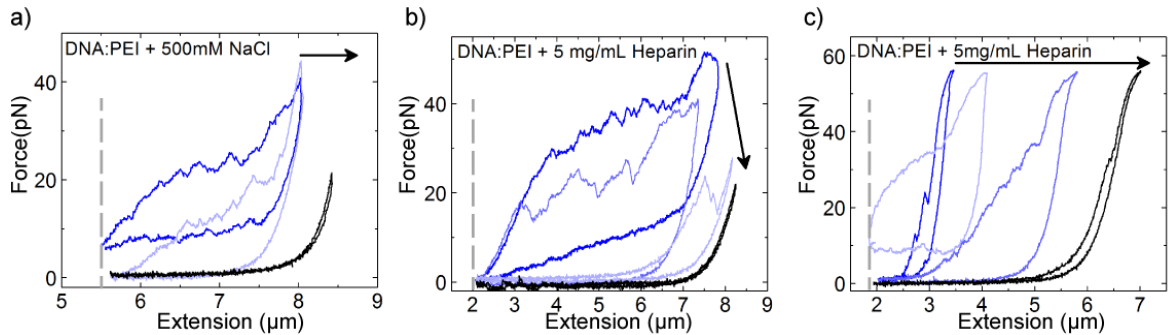 a)
DNA:PEI + 500mM NaCl
Force(pN)
40
20
0
5
6
7
8
9
Extension (μm)
b)
DNA:PEI + 5 mg/mL Heparin
Force(pN)
40
20
0
2
3
4
5
6
7
8
9
Extension (μm)
c)
DNA:PEI + 5mg/mL Heparin
Force(pN)
60
40
20
0
2
3
4
5
6
7
Extension (μm)